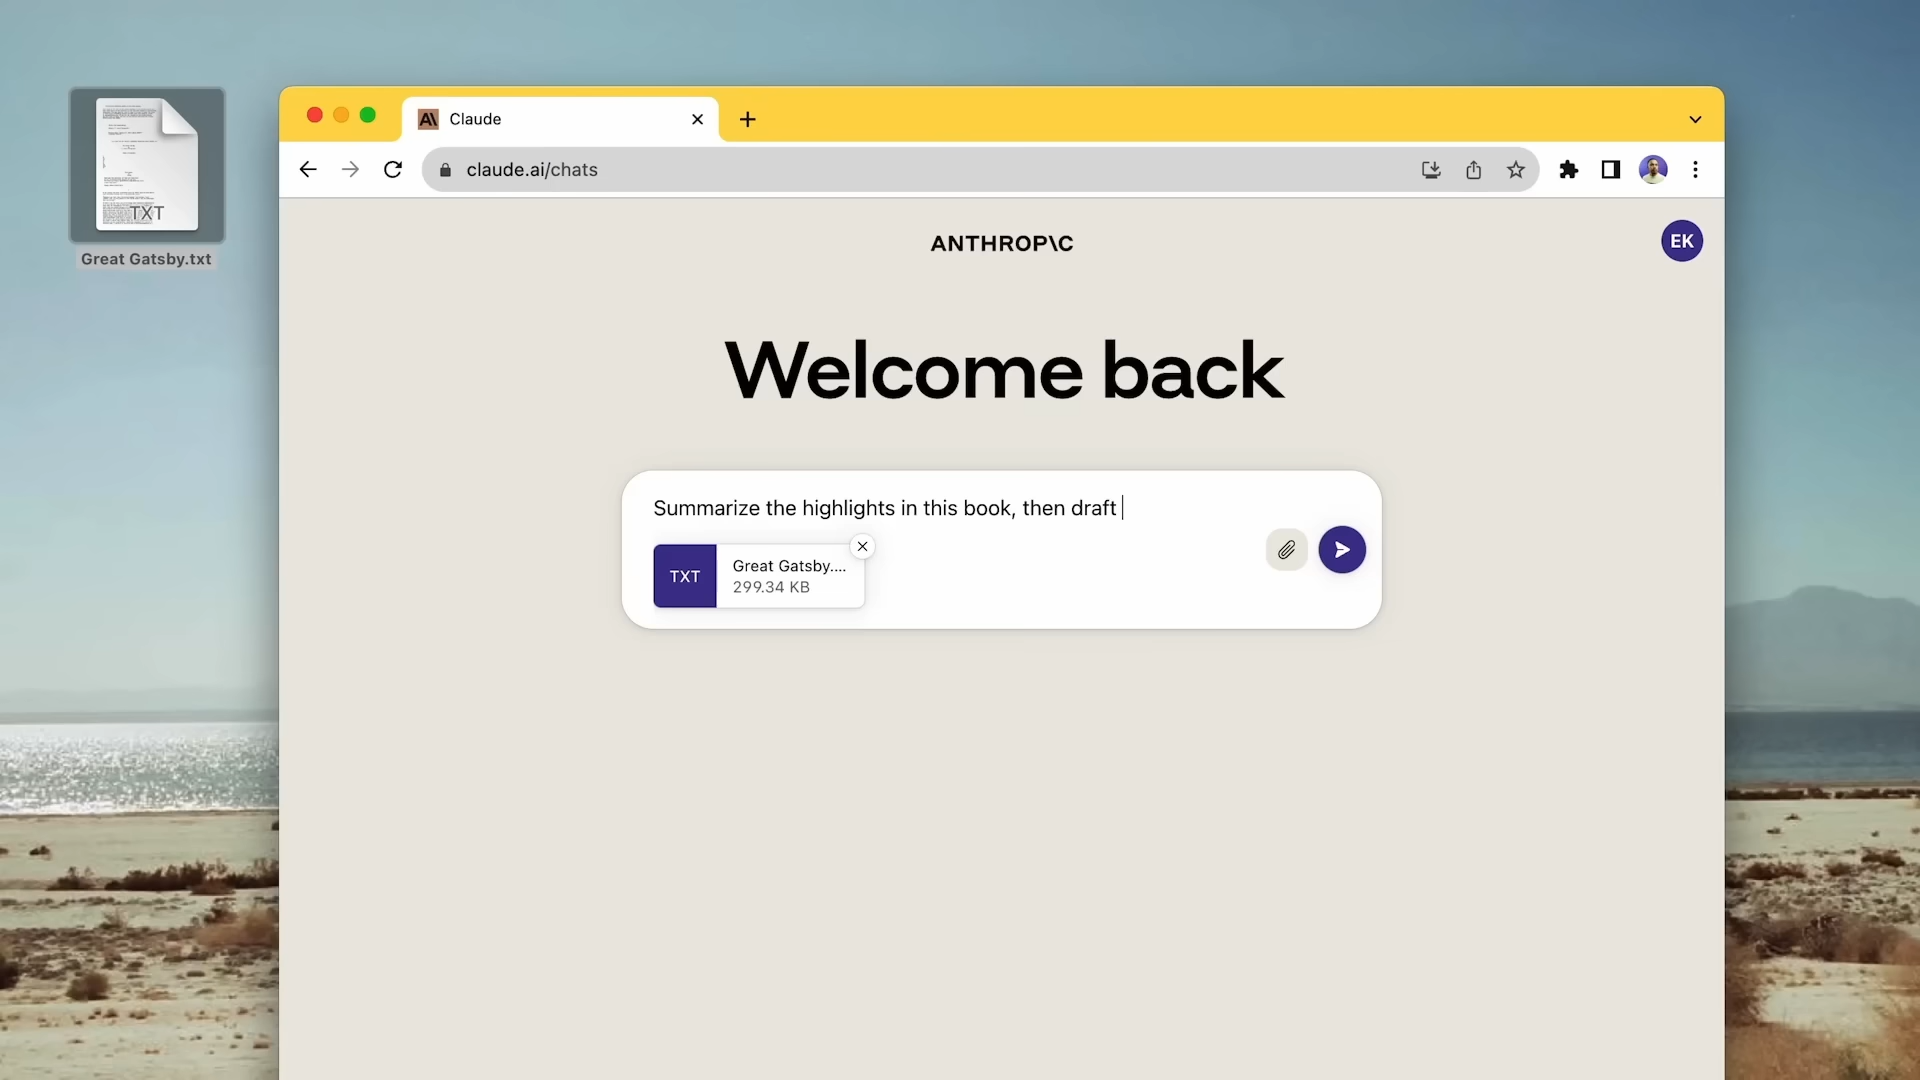 TXT
Great Gatsby.txt
Claude
claude.ai/chats
ANTHROP\C
EK
Welcome back
Summarize the highlights in this book, then draft
TXT
Great Gatsby....
299.34 KB